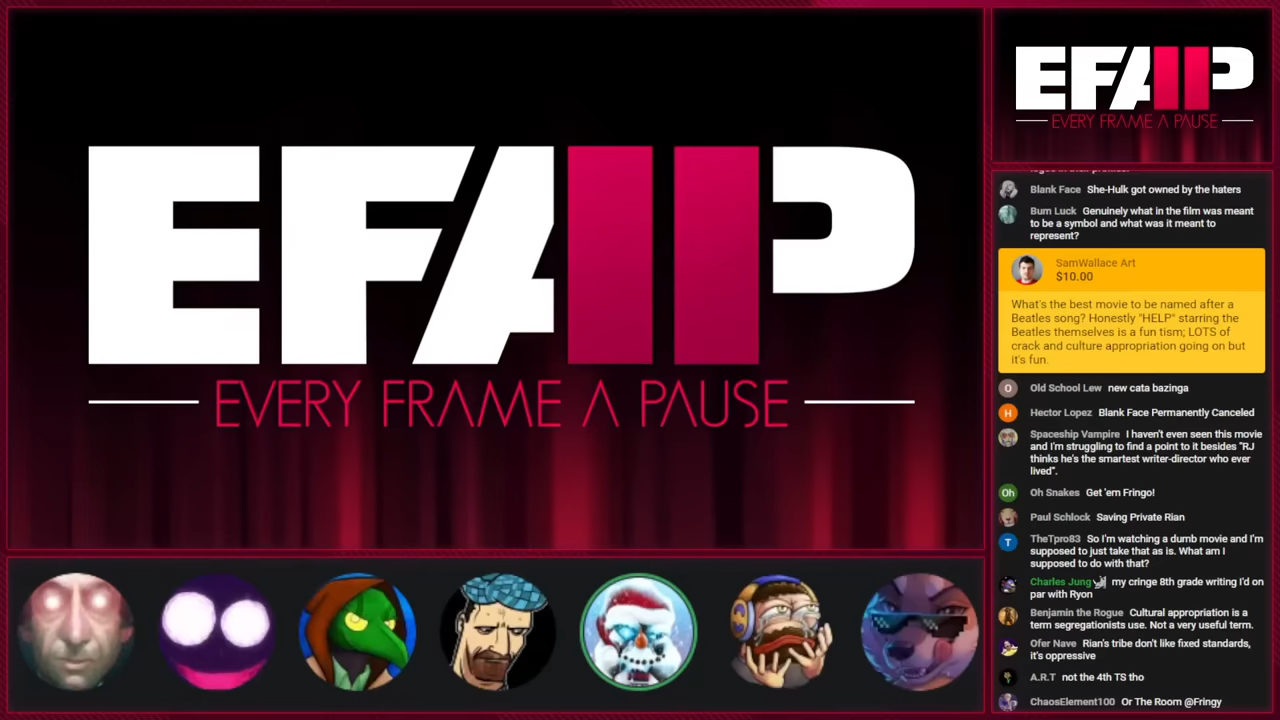 EFAP
EVERY FRAME A PAUSE
EFAP
EVERY FRAME A PAUSE
Blank Face She-Hulk got owned by the haters
Bum Luck Genuinely what in the film was meant
to be a symbol and what was it meant to
represent?
SamWallace Art
$10.00
What's the best movie to be named after a
Beatles song? Honestly "HELP" starring the
Beatles themselves is a fun tism; LOTS of
crack and culture appropriation going on but
it's fun.
O Old School Lew new cata bazinga
H Hector Lopez Blank Face Permanently Canceled
Spaceship Vampire I haven't even seen this movie
and I'm struggling to find a point to it besides "RJ
thinks he's the smartest writer-director who ever
lived".
Oh Oh Snakes Get 'em Fringo!
Paul Schlock Saving Private Rian
T TheTpro83 So I'm watching a dumb movie and I'm
supposed to just take that as is. What am I
supposed to do with that?
Charles Jung my cringe 8th grade writing I'd on
par with Ryon
Benjamin the Rogue Cultural appropriation is a
term segregationists use. Not a very useful term.
Ofer Nave Rian's tribe don't like fixed standards,
it's oppressive
A.R.T not the 4th TS tho
ChaosElement100 Or The Room @Fringy